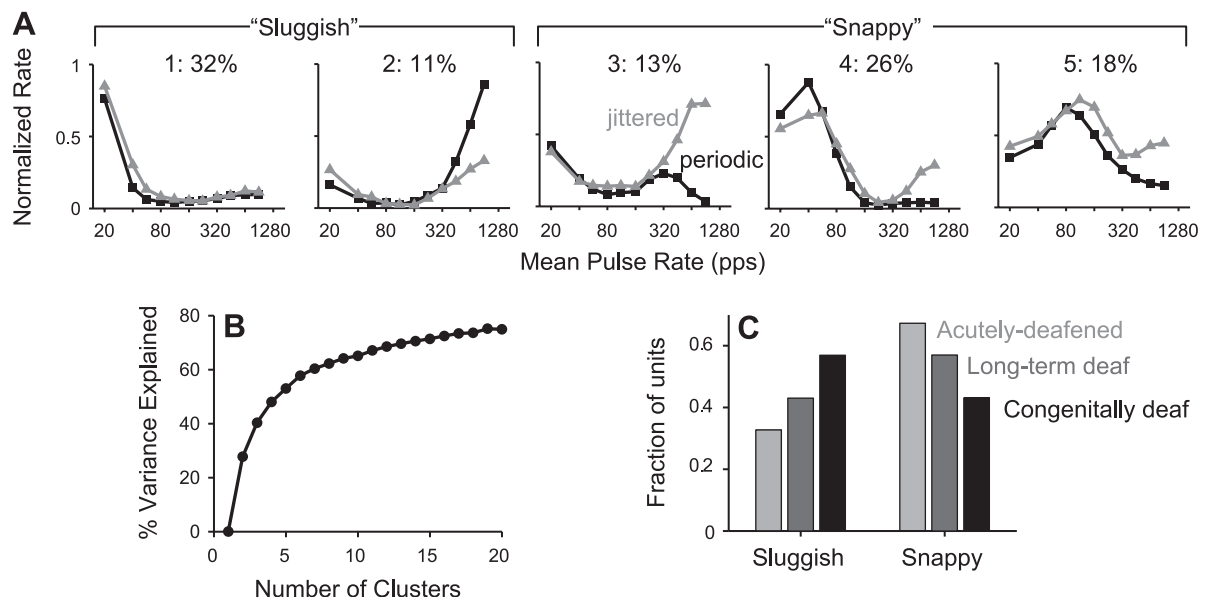 A
“Sluggish”
“Snappy”
1: 32%
2: 11%
3: 13%
4: 26%
5: 18%
Normalized Rate
1
0.5
0
jittered
periodic
20 80 320 1280
20 80 320 1280
20 80 320 1280
20 80 320 1280
20 80 320 1280
Mean Pulse Rate (pps)
B
% Variance Explained
80
60
40
20
0
0 5 10 15 20
Number of Clusters
C
Fraction of units
0.6
0.4
0.2
0
Acutely-deafened
Long-term deaf
Congenitally deaf
Sluggish
Snappy